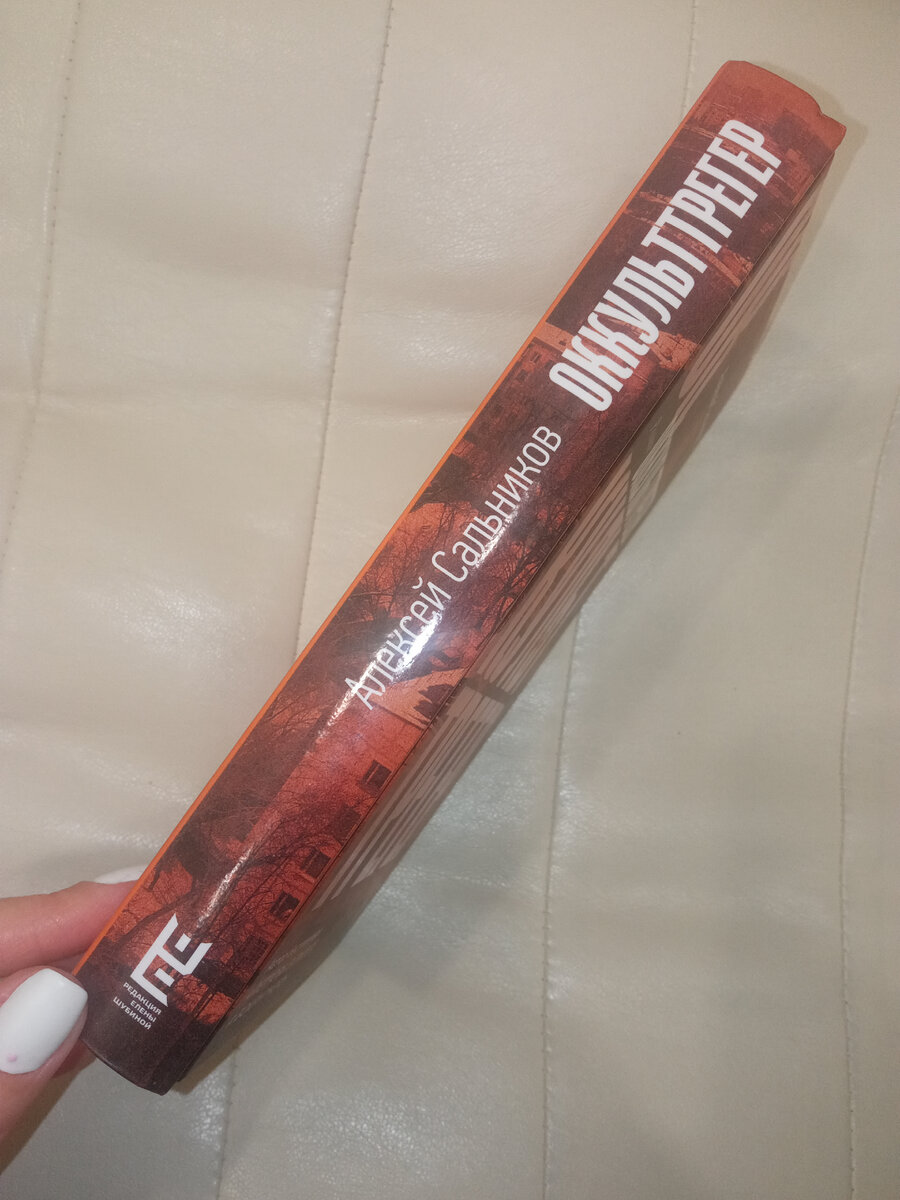 Алексей Сальников
ОККУЛЬТТРЕГЕР
РЕДАКЦИЯ
ЕЛЕНЫ
ШУБИНОЙ